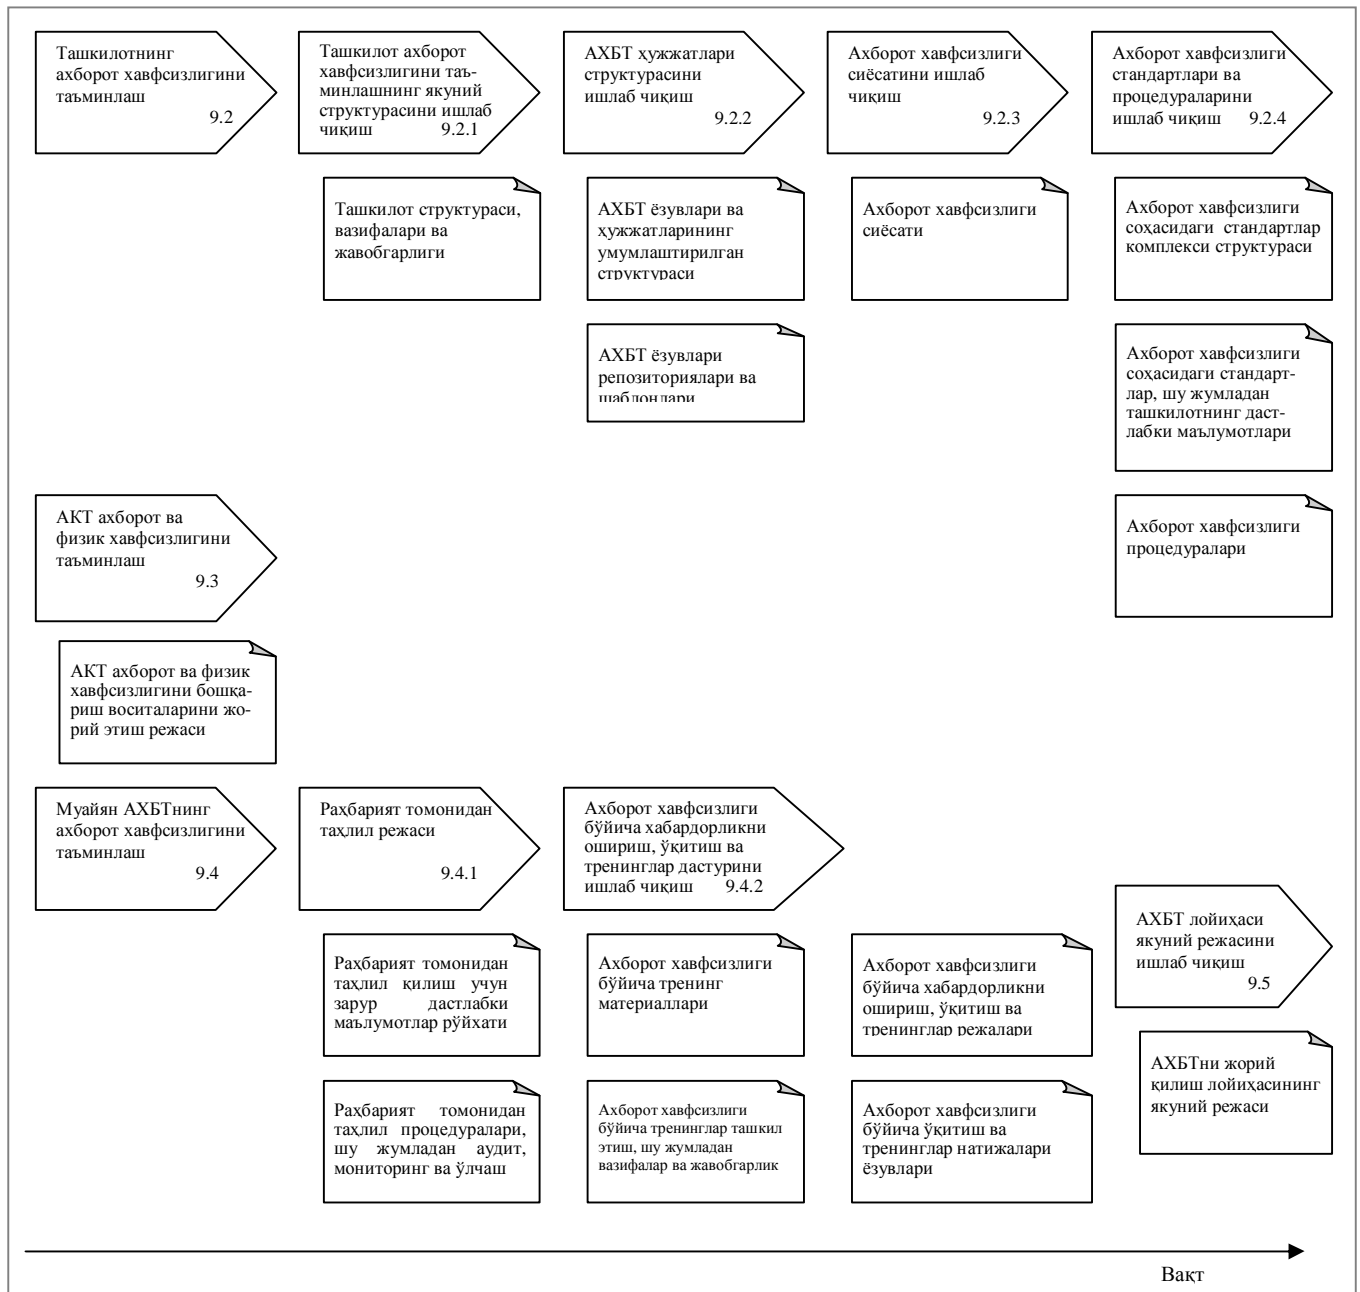 Ташкилотнинг
ахборот хавфсизлигини
таъминлаш
9.2
Ташкилот ахборот
хавфсизлигини таъ-
минлашнинг якуний
структурасини ишлаб
чиқиш 9.2.1
АХБТ ҳужжатлари
структурасини
ишлаб чиқиш
9.2.2
Ахборот хавфсизлиги
сиёсатини ишлаб
чиқиш
9.2.3
Ахборот хавфсизлиги
стандартлари ва
процедураларини
ишлаб чиқиш 9.2.4
Ташкилот структураси,
вазифалари ва
жавобгарлиги
АХБТ ёзувлари ва
ҳужжатларининг
умумлаштирилган
структураси
Ахборот хавфсизлиги
сиёсати
Ахборот хавфсизлиги
соҳасидаги стандартлар
комплекси структураси
АХБТ ёзувлари
репозиториялари ва
шаблонлари
Ахборот хавфсизлиги
соҳасидаги стандарт-
лар, шу жумладан
ташкилотнинг даст-
лабки маълумотлари
АКТ ахборот ва
физик хавфсизлигини
таъминлаш
9.3
Ахборот хавфсизлиги
процедуралари
АКТ ахборот ва физик
хавфсизлигини бошқа-
риш воситаларини жо-
рий этиш режаси
Муайян АХБТнинг
ахборот хавфсизлигини
таъминлаш
9.4
Раҳбарият томонидан
таҳлил режаси
9.4.1
Ахборот хавфсизлиги
бўйича хабардорликни
ошириш, ўқитиш ва
тренинглар дастурини
ишлаб чиқиш 9.4.2
АХБТ лойиҳаси
якуний режасини
ишлаб чиқиш
9.5
Раҳбарият томонидан
таҳлил қилиш учун
зарур дастлабки
маълумотлар рўйхати
Ахборот хавфсизлиги
бўйича тренинг
материаллари
Ахборот хавфсизлиги
бўйича хабардорликни
ошириш, ўқитиш ва
тренинглар режалари
АХБТни жорий
қилиш лойиҳасининг
якуний режаси
Раҳбарият томонидан
таҳлил процедуралари,
шу жумладан аудит,
мониторинг ва ўлчаш
Ахборот хавфсизлиги
бўйича тренинглар ташкил
этиш, шу жумладан
вазифалар ва жавобгарлик
Ахборот хавфсизлиги
бўйича ўқитиш ва
тренинглар натижалари
ёзувлари
Вақт